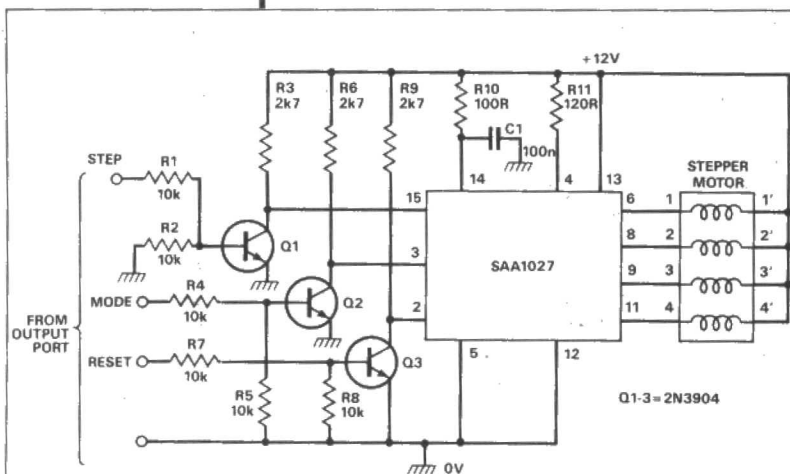 +12V
R3
2k7
R6
2k7
R9
2k7
R10
100R
R11
120R
C1
100n
STEP
R1
10k
R2
10k
Q1
15
14
4
13
STEPPER
MOTOR
6
1
1'
8
2
2'
9
3
3'
11
4
4'
3
2
SAA1027
5
12
MODE
R4
10k
Q2
FROM
OUTPUT
PORT
RESET
R7
10k
Q3
R5
10k
R8
10k
Q1-3=2N3904
0V